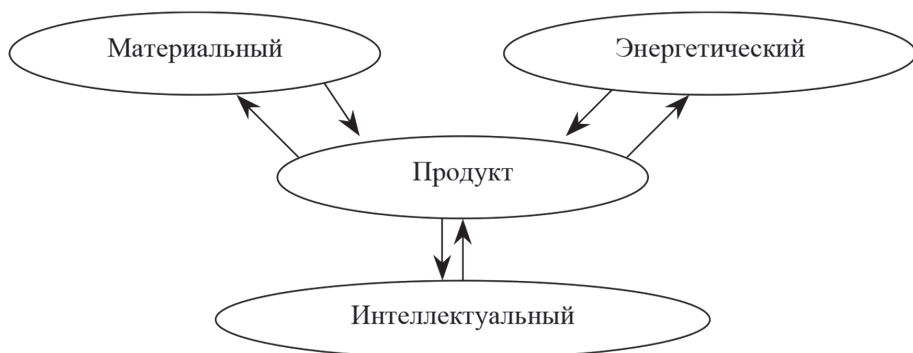 Материальный
Энергетический
Продукт
Интеллектуальный